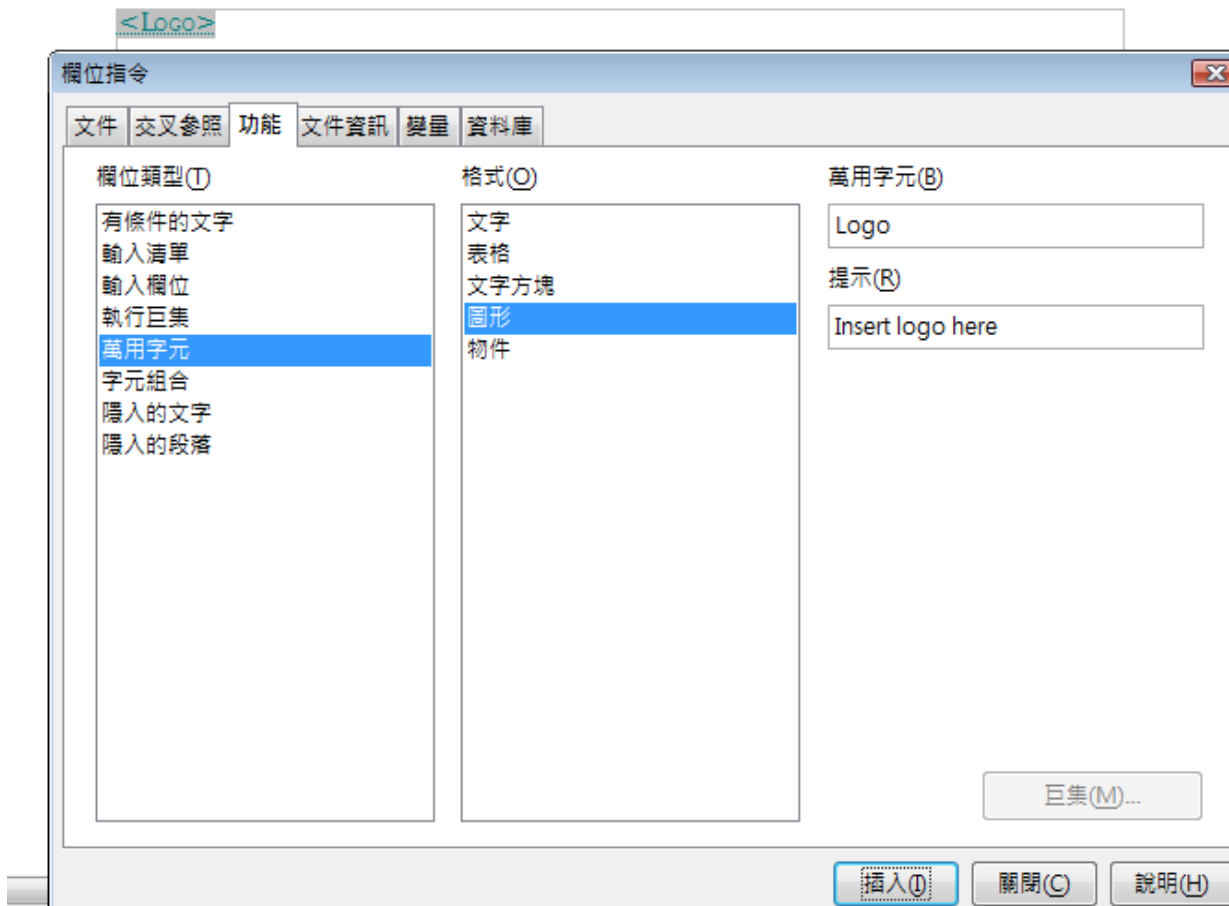 <Logo>
欄位指令
文件 交叉參照 功能 文件資訊 變量 資料庫
欄位類型(T) 格式(O) 萬用字元(B)
有條件的文字
輸入清單
輸入欄位
執行巨集
萬用字元
字元組合
隱入的文字
隱入的段落
文字
表格
文字方塊
圖形
物件
Logo
提示(R)
Insert logo here
巨集(M)...
插入(I) 關閉(C) 說明(H)